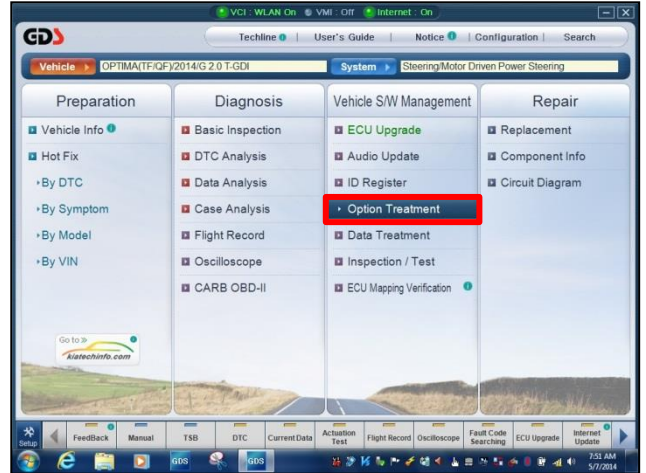 VCI : WLAN On VMI : Off Internet : On
GDS Techline | User's Guide | Notice | Configuration | Search
Vehicle OPTIMA(TF/QF)/2014/G 2.0 T-GDI System Steering/Motor Driven Power Steering
Preparation
Vehicle Info
Hot Fix
By DTC
By Symptom
By Model
By VIN
Go to
kiatechinfo.com
Diagnosis
Basic Inspection
DTC Analysis
Data Analysis
Case Analysis
Flight Record
Oscilloscope
CARB OBD-II
Vehicle S/W Management
ECU Upgrade
Audio Update
ID Register
Option Treatment
Data Treatment
Inspection / Test
ECU Mapping Verification
Repair
Replacement
Component Info
Circuit Diagram
Setup
FeedBack
Manual
TSB
DTC
Current Data
Actuation
Test
Flight Record
Oscilloscope
Fault Code
Searching
ECU Upgrade
Internet
Update
GDS
GDS
7:51 AM
5/7/2014